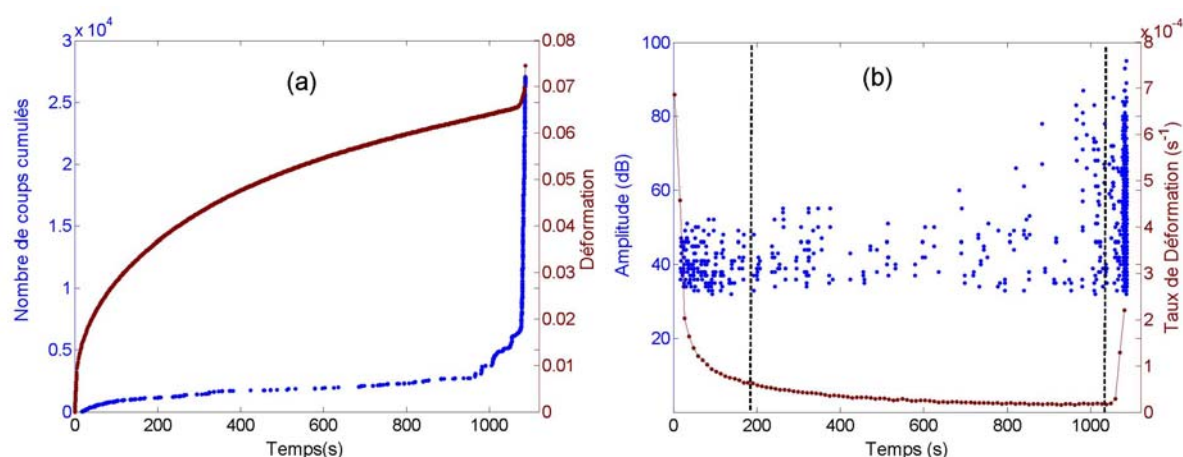 (a)
× 10⁴
Nombre de coups cumulés
3
2.5
2
1.5
1
0.5
0
0 200 400 600 800 1000
Temps(s)
0.08
0.07
0.06
0.05
0.04
0.03
0.02
0.01
0
Déformation
(b)
Amplitude (dB)
100
80
60
40
20
0 200 400 600 800 1000
Temps (s)
x10⁻⁴
8
7
6
5
4
3
2
1
0
Taux de Déformation (s⁻¹)